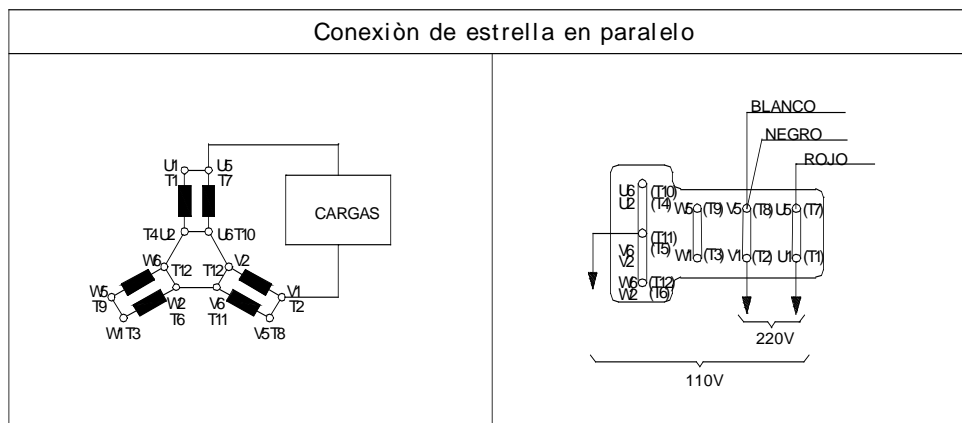 Conexiòn de estrella en paralelo
U1 U5
T1 T7
CARGAS
T4 U2 U6 T10
W6 T12 T12 V2
W5 V1
T9 T2
W2 V6
T6 T11
W1 T3 V5 T8
BLANCO
NEGRO
ROJO
U6 (T10)
U2 (T4)
W5 (T9) V5 (T8) U5 (T7)
(T11)
(T5)
V6
V2
W1 (T3) V1 (T2) U1 (T1)
W6 (T12)
W2 (T6)
220V
110V